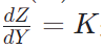 dZ/dY = K